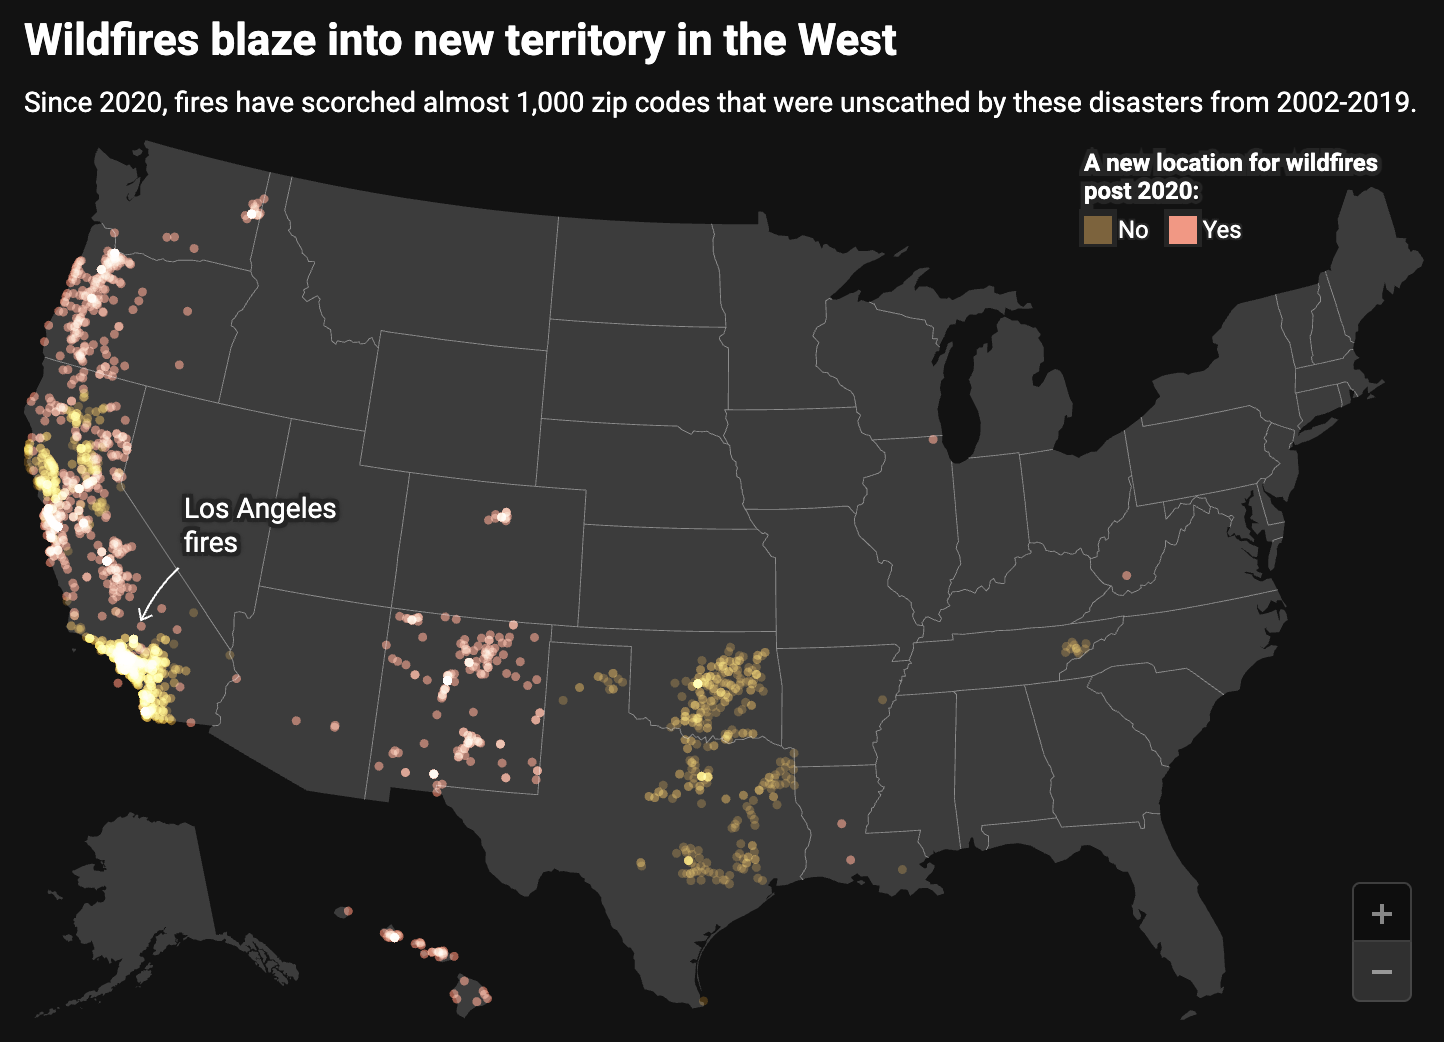 Wildfires blaze into new territory in the West
Since 2020, fires have scorched almost 1,000 zip codes that were unscathed by these disasters from 2002-2019.
A new location for wildfires
post 2020:
No Yes
Los Angeles
fires
+
−